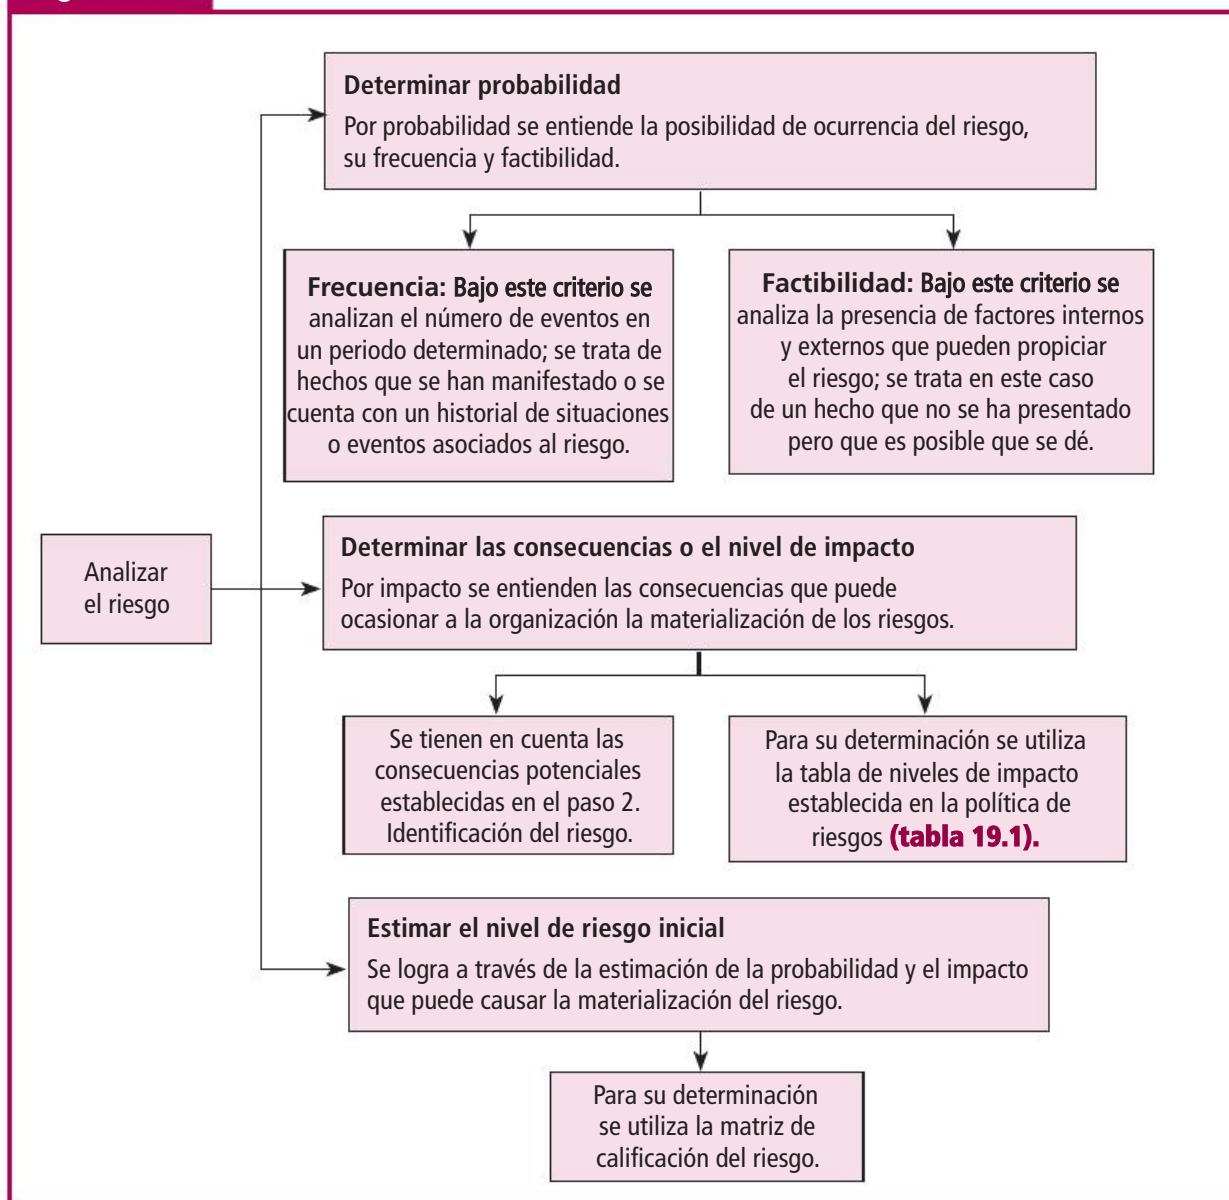 Determinar probabilidad
Por probabilidad se entiende la posibilidad de ocurrencia del riesgo,
su frecuencia y factibilidad.
Frecuencia: Bajo este criterio se
analizan el número de eventos en
un periodo determinado; se trata de
hechos que se han manifestado o se
cuenta con un historial de situaciones
o eventos asociados al riesgo.
Factibilidad: Bajo este criterio se
analiza la presencia de factores internos
y externos que pueden propiciar
el riesgo; se trata en este caso
de un hecho que no se ha presentado
pero que es posible que se dé.
Analizar
el riesgo
Determinar las consecuencias o el nivel de impacto
Por impacto se entienden las consecuencias que puede
ocasionar a la organización la materialización de los riesgos.
Se tienen en cuenta las
consecuencias potenciales
establecidas en el paso 2.
Identificación del riesgo.
Para su determinación se utiliza
la tabla de niveles de impacto
establecida en la política de
riesgos (tabla 19.1).
Estimar el nivel de riesgo inicial
Se logra a través de la estimación de la probabilidad y el impacto
que puede causar la materialización del riesgo.
Para su determinación
se utiliza la matriz de
calificación del riesgo.